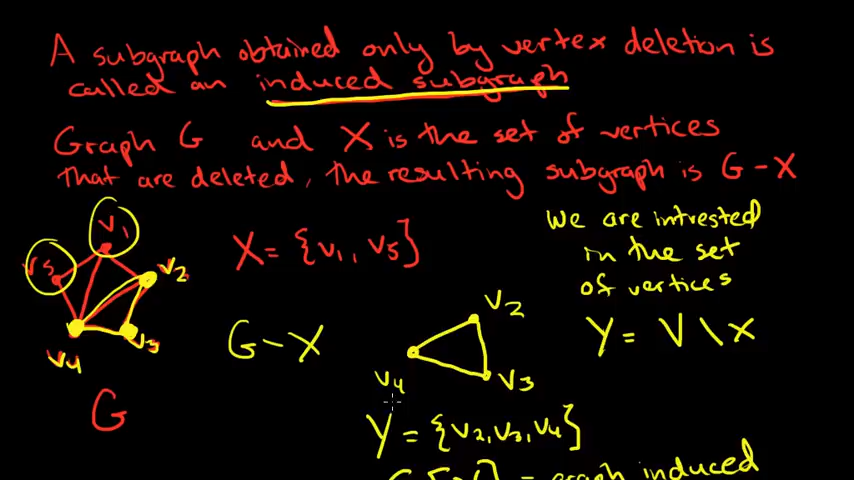 A subgraph obtained only by vertex deletion is
called an induced subgraph
Graph G and X is the set of vertices
that are deleted, the resulting subgraph is G-X
We are intrested
in the set
of vertices
Y = V \ X
X = {v1, v5}
v1
v5
v2
v3
v4
G
G-X
v2
v4
v3
Y = {v2, v3, v4}
= graph induced